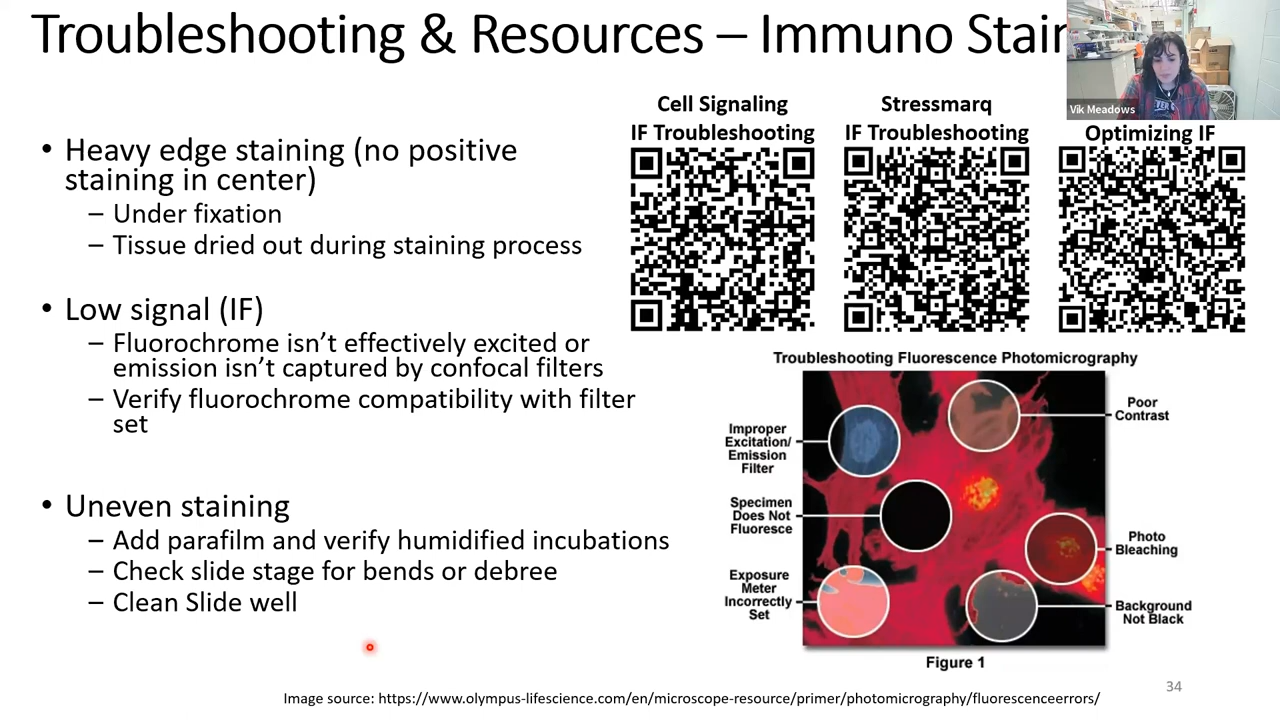 Troubleshooting & Resources – Immuno Stain
Vik Meadows
• Heavy edge staining (no positive
staining in center)
– Under fixation
– Tissue dried out during staining process
• Low signal (IF)
– Fluorochrome isn’t effectively excited or
emission isn’t captured by confocal filters
– Verify fluorochrome compatibility with filter
set
• Uneven staining
– Add parafilm and verify humidified incubations
– Check slide stage for bends or debree
– Clean Slide well
Cell Signaling
IF Troubleshooting
Stressmarq
IF Troubleshooting
Optimizing IF
Troubleshooting Fluorescence Photomicrography
Improper
Excitation/
Emission
Filter
Specimen
Does Not
Fluoresce
Exposure
Meter
Incorrectly
Set
Poor
Contrast
Photo
Bleaching
Background
Not Black
Figure 1
34
Image source: https://www.olympus-lifescience.com/en/microscope-resource/primer/photomicrography/fluorescenceerrors/